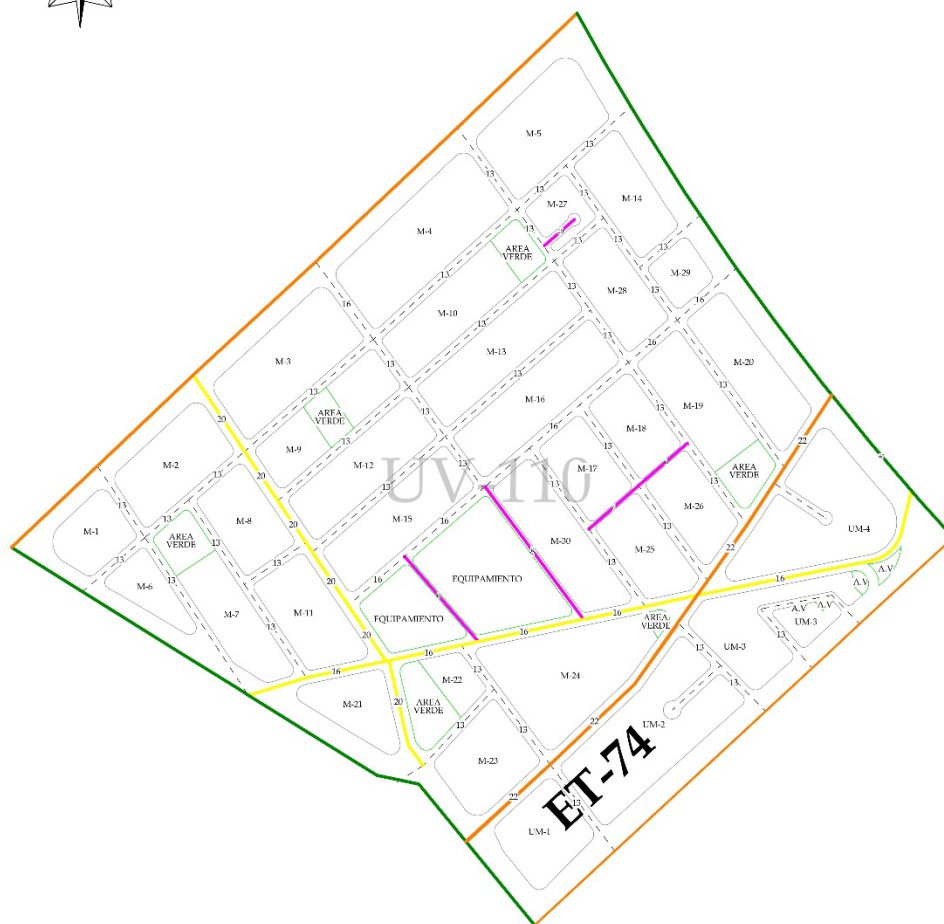 M-5
13
13
13
13
M-27
M-14
13
M-4
AREA
VERDE
13
13
M-29
13
13
M-28
16
16
13
M-10
13
13
M-3
M-13
13
16
M-20
13
13
M-16
M-19
AREA
VERDE
M-18
13
20
M-9
13
16
22
M-2
M-12
13
M-17
AREA
VERDE
13
20
UV-110
13
M-8
M-26
M-1
13
13
AREA
VERDE
M-15
16
UM-4
20
M-30
13
13
22
13
M-25
M-6
16
EQUIPAMIENTO
16
A.V
A.V
13
M-7
M-11
20
EQUIPAMIENTO
16
AREA
VERDE
A.V
A.V
UM-3
13
20
13
UM-3
16
16
M-22
M-24
13
M-21
20
AREA
VERDE
13
13
22
UM-2
M-23
ET-74
22
13
UM-1